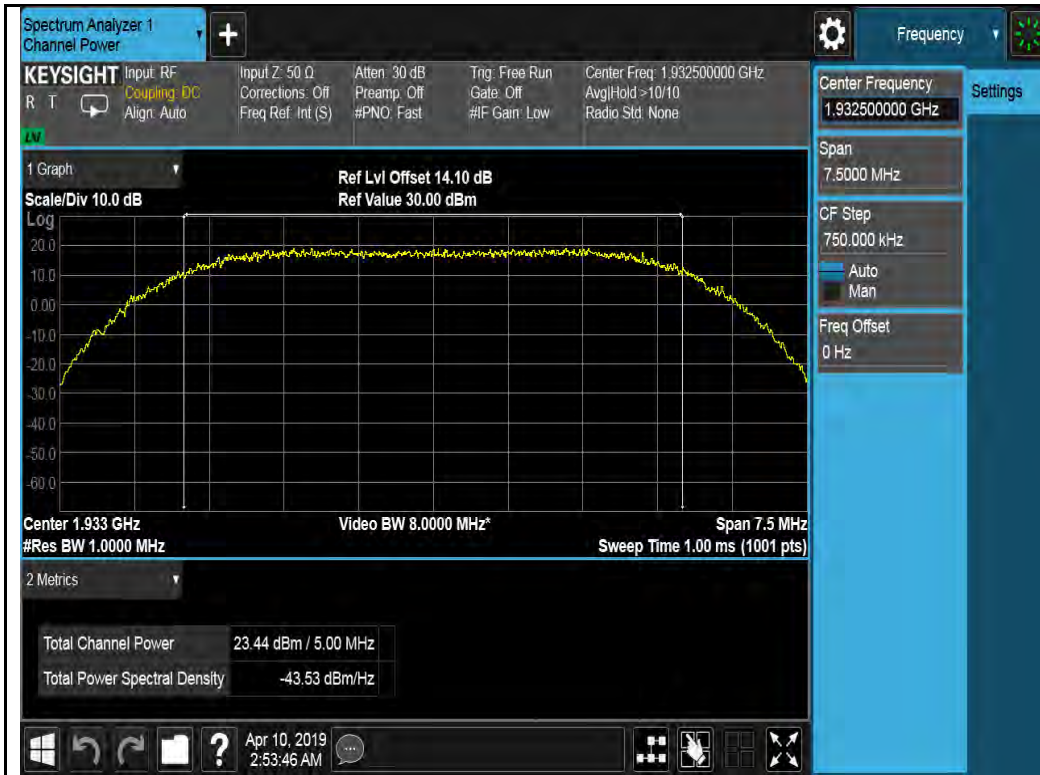 Spectrum Analyzer 1
Channel Power
+
Frequency
KEYSIGHT
R T
LV
Input: RF
Coupling: DC
Align: Auto
Input Z: 50 Ω
Corrections: Off
Freq Ref: Int (S)
Atten: 30 dB
Preamp: Off
#PNO: Fast
Trig: Free Run
Gate: Off
#IF Gain: Low
Center Freq: 1.932500000 GHz
Avg|Hold >10/10
Radio Std: None
Center Frequency
1.932500000 GHz
Settings
Span
7.5000 MHz
CF Step
750.000 kHz
Auto
Man
Freq Offset
0 Hz
1 Graph
Scale/Div 10.0 dB
Ref Lvl Offset 14.10 dB
Ref Value 30.00 dBm
Log
20.0
10.0
0.00
-10.0
-20.0
-30.0
-40.0
-50.0
-60.0
Center 1.933 GHz
#Res BW 1.0000 MHz
Video BW 8.0000 MHz*
Span 7.5 MHz
Sweep Time 1.00 ms (1001 pts)
2 Metrics
Total Channel Power 23.44 dBm / 5.00 MHz
Total Power Spectral Density -43.53 dBm/Hz
?
Apr 10, 2019
2:53:46 AM